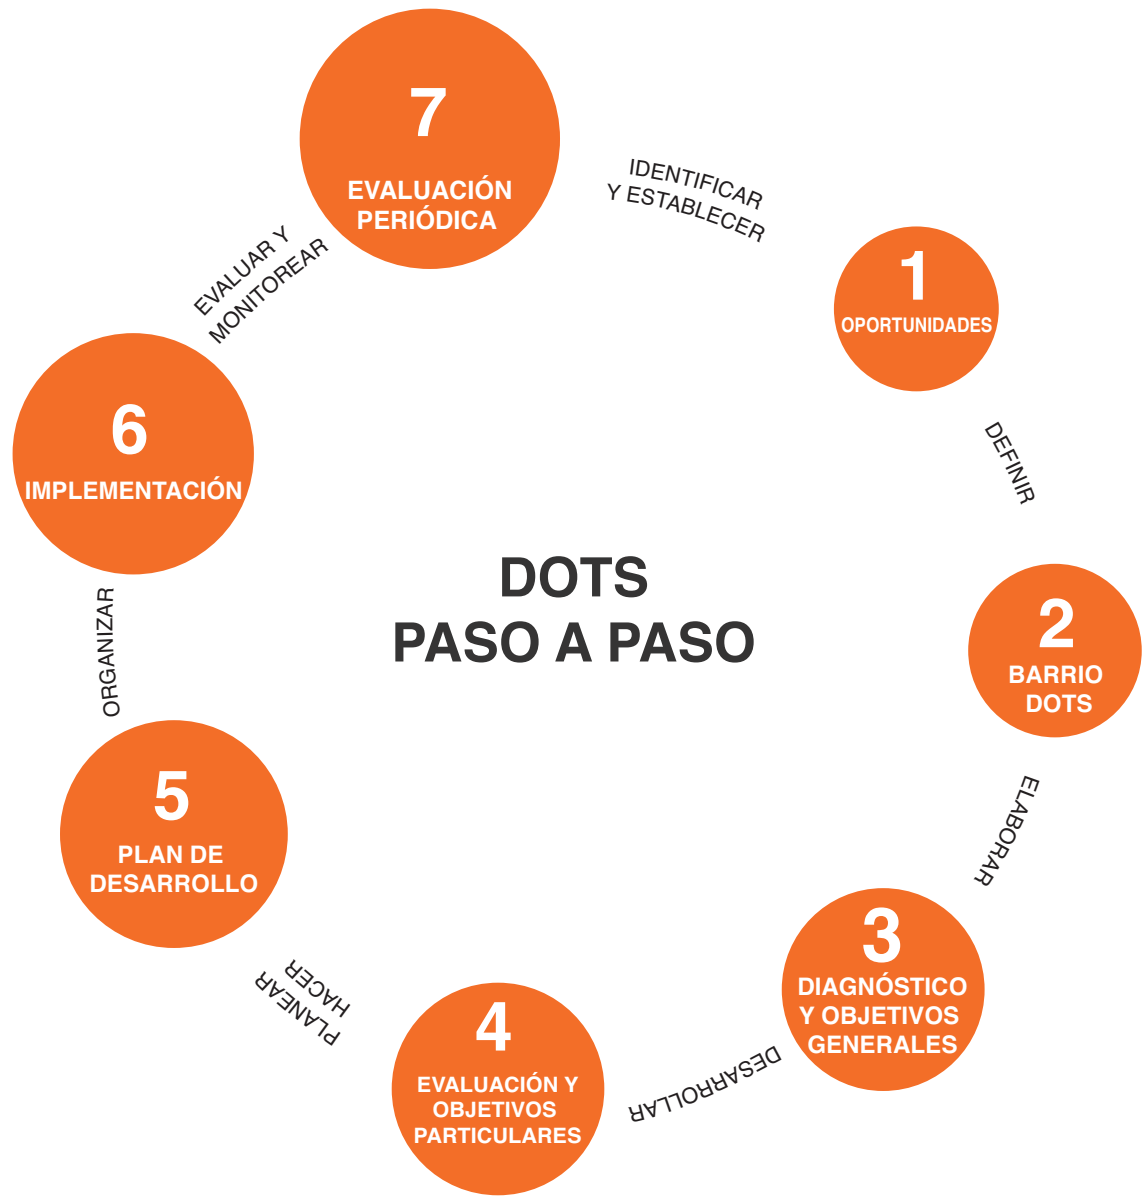 DOTS
PASO A PASO
IDENTIFICAR
Y ESTABLECER
1
OPORTUNIDADES
DEFINIR
2
BARRIO
DOTS
ELABORAR
3
DIAGNÓSTICO
Y OBJETIVOS
GENERALES
DESARROLLAR
4
EVALUACIÓN Y
OBJETIVOS
PARTICULARES
PLANEAR
HACER
5
PLAN DE
DESARROLLO
ORGANIZAR
6
IMPLEMENTACIÓN
EVALUAR Y
MONITOREAR
7
EVALUACIÓN
PERIÓDICA